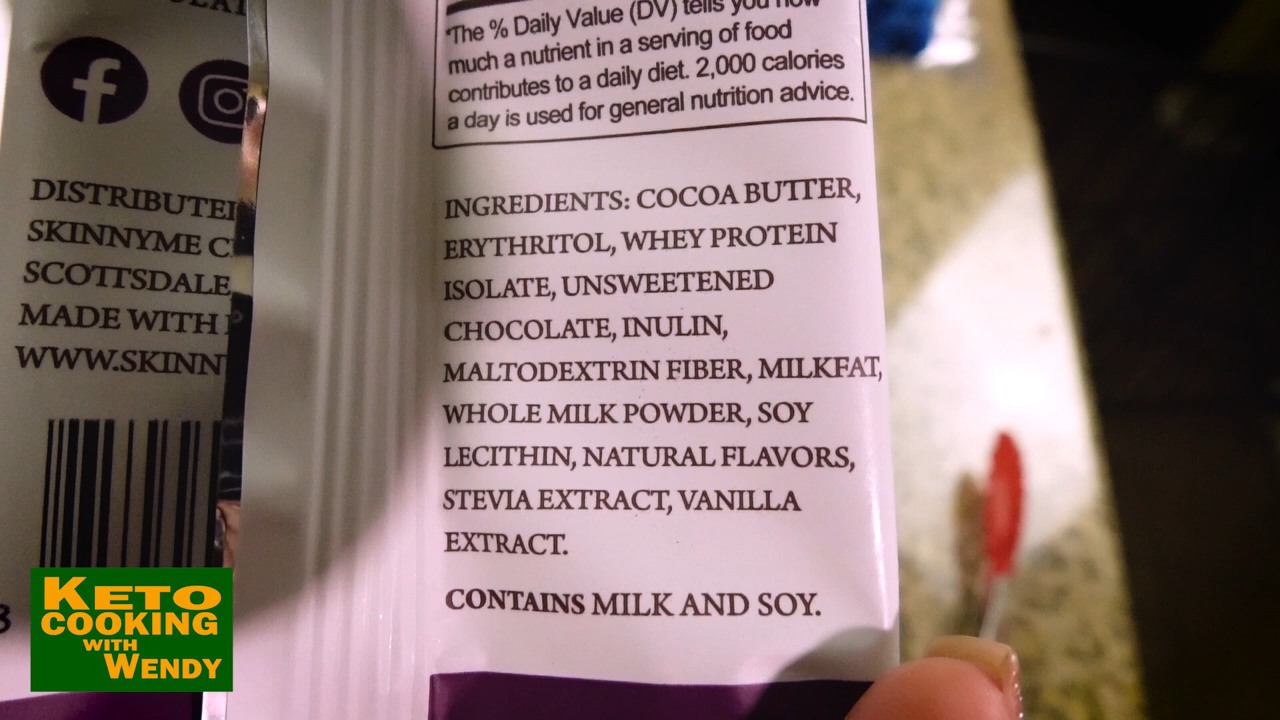 *The % Daily Value (DV) tells you how
much a nutrient in a serving of food
contributes to a daily diet. 2,000 calories
a day is used for general nutrition advice.
INGREDIENTS: COCOA BUTTER,
ERYTHRITOL, WHEY PROTEIN
ISOLATE, UNSWEETENED
CHOCOLATE, INULIN,
MALTODEXTRIN FIBER, MILKFAT,
WHOLE MILK POWDER, SOY
LECITHIN, NATURAL FLAVORS,
STEVIA EXTRACT, VANILLA
EXTRACT.
CONTAINS MILK AND SOY.
DISTRIBUTE
SKINNYME C
SCOTTSDALE,
MADE WITH
WWW.SKINN
KETO
COOKING
WITH
WENDY